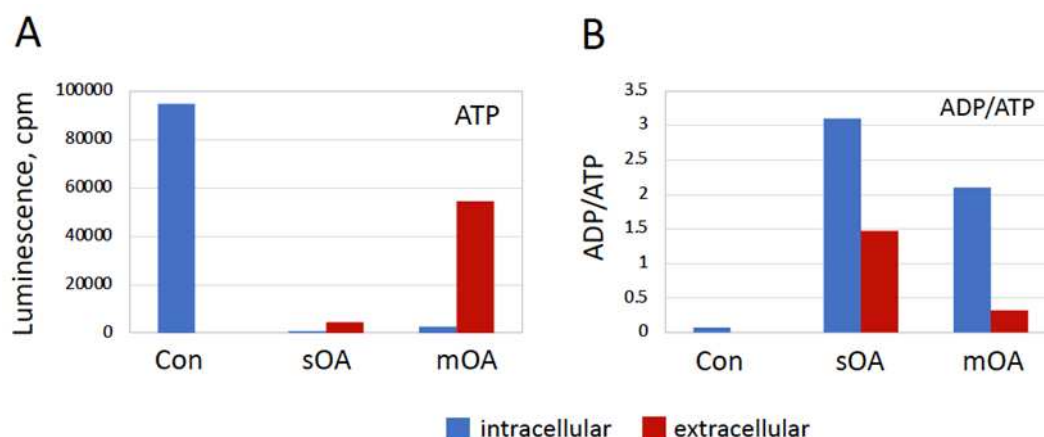 A
Luminescence, cpm
100000
80000
60000
40000
20000
0
ATP
Con sOA mOA
B
ADP/ATP
3.5
3
2.5
2
1.5
1
0.5
0
ADP/ATP
Con sOA mOA
intracellular extracellular